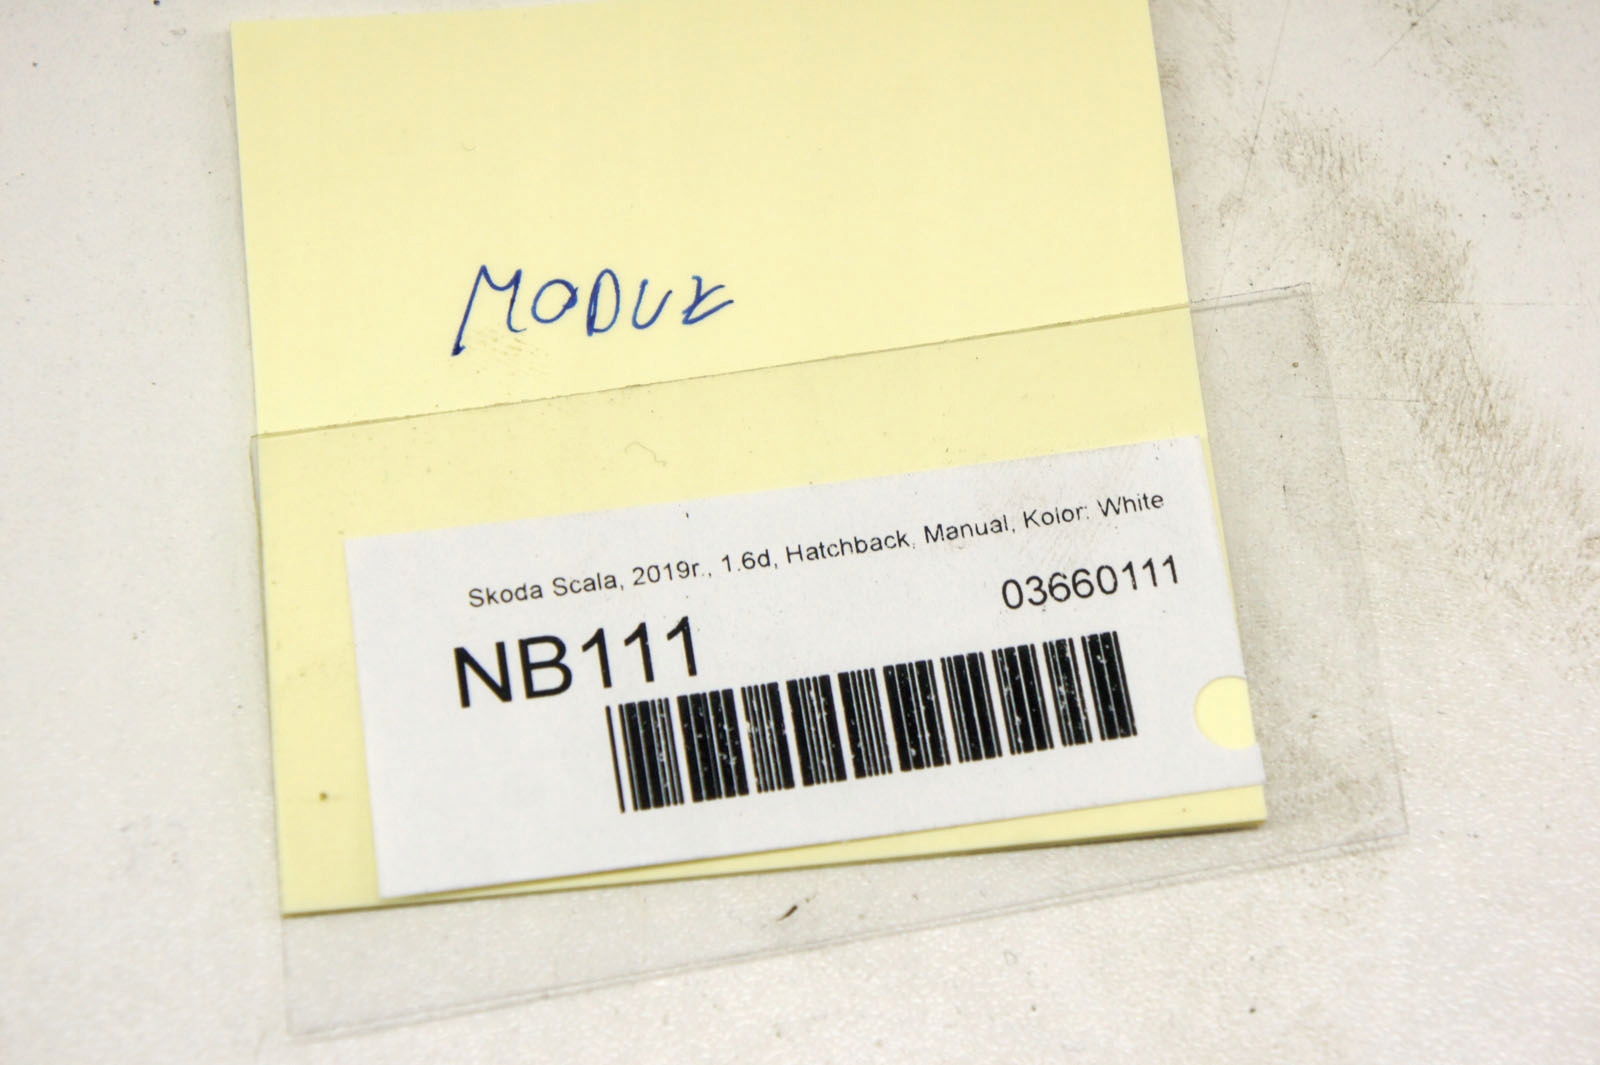 MODUŁ
Skoda Scala, 2019r., 1.6d, Hatchback, Manual, Kolor: White
03660111
NB111